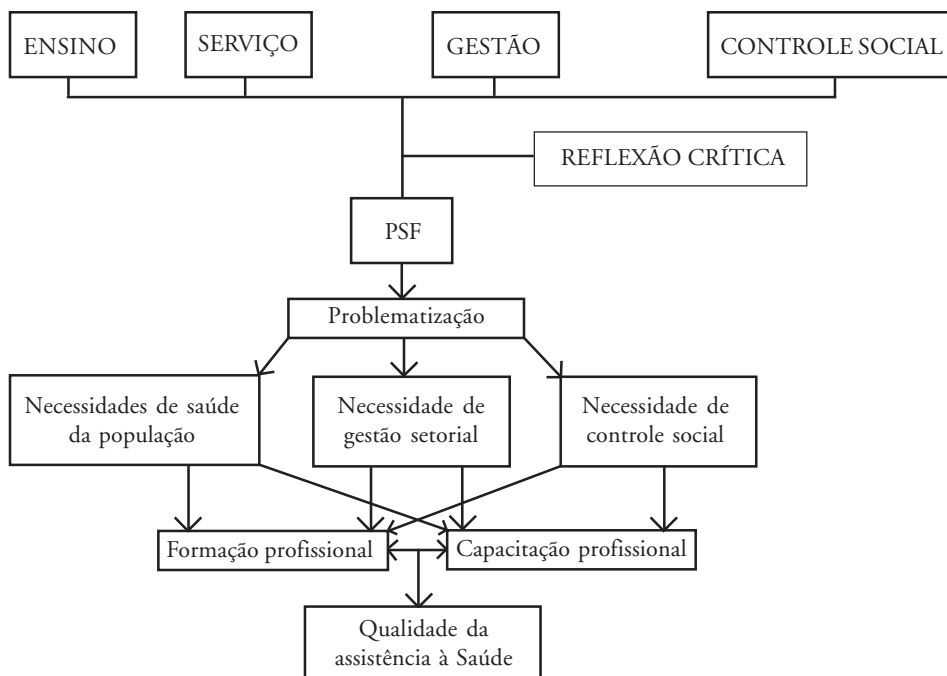 ENSINO
SERVIÇO
GESTÃO
CONTROLE SOCIAL
REFLEXÃO CRÍTICA
PSF
Problematização
Necessidades de saúde
da população
Necessidade de
gestão setorial
Necessidade de
controle social
Formação profissional
Capacitação profissional
Qualidade da
assistência à Saúde